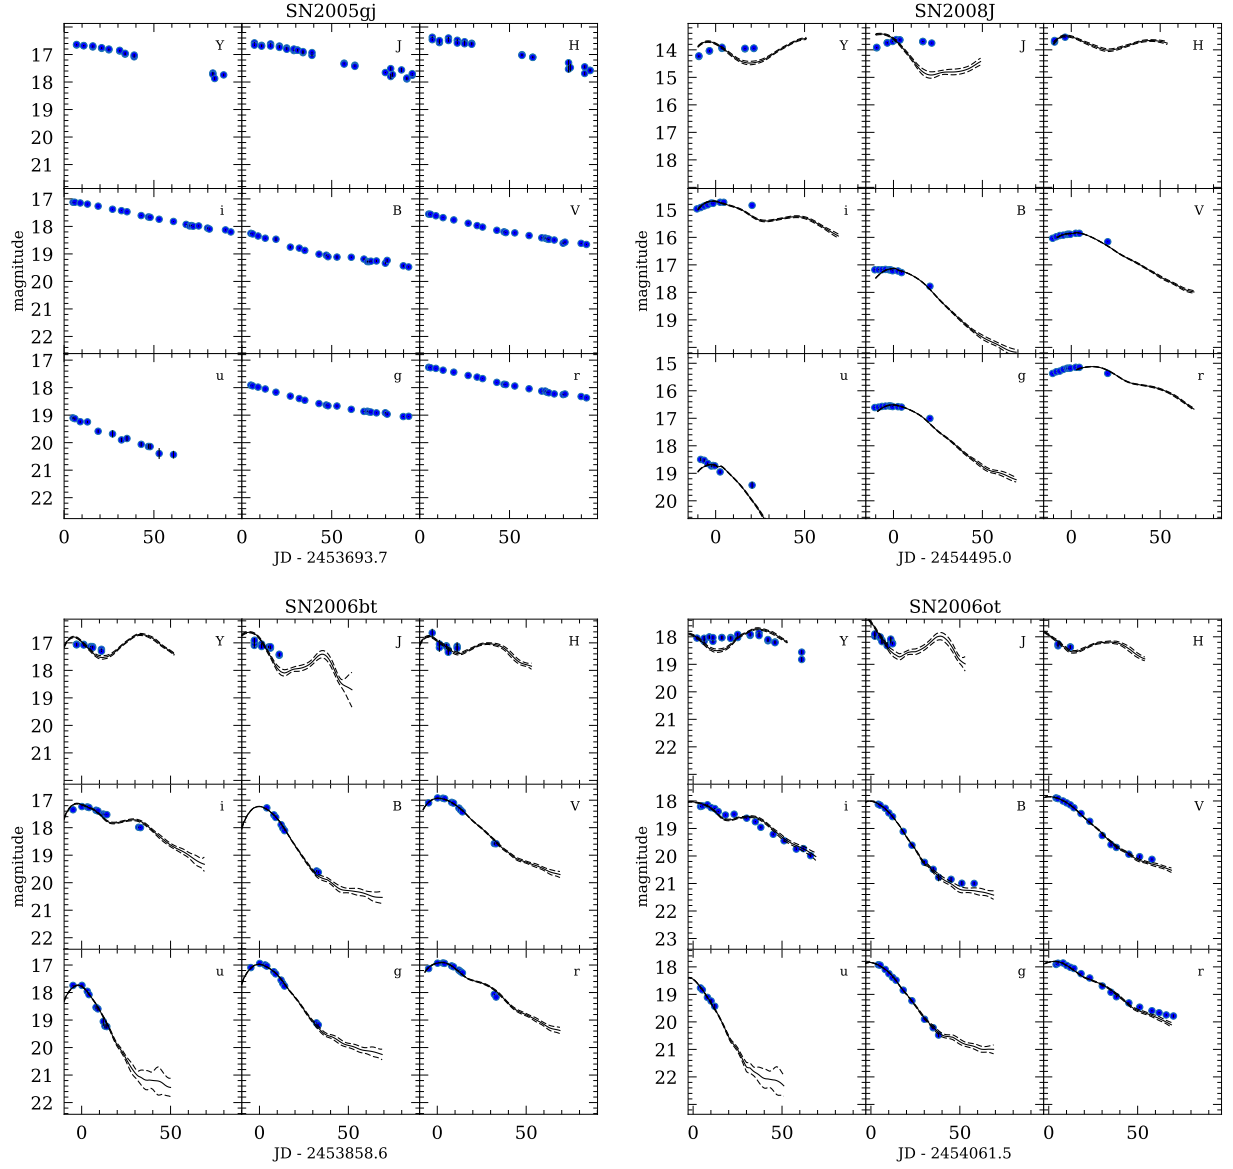 SN2005gj
Y J H
17
18
19
20
21
i B V
17
18
19
20
21
22
magnitude
u g r
17
18
19
20
21
22
0 50 0 50 0 50
JD - 2453693.7
SN2008J
Y J H
14
15
16
17
18
i B V
15
16
17
18
19
magnitude
u g r
15
16
17
18
19
20
0 50 0 50 0 50
JD - 2454495.0
SN2006bt
Y J H
17
18
19
20
21
i B V
17
18
19
20
21
22
magnitude
u g r
17
18
19
20
21
22
0 50 0 50 0 50
JD - 2453858.6
SN2006ot
Y J H
18
19
20
21
22
i B V
18
19
20
21
22
23
magnitude
u g r
18
19
20
21
22
0 50 0 50 0 50
JD - 2454061.5